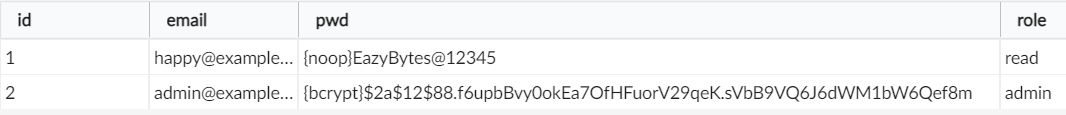 id email pwd role
1 happy@example... {noop}EazyBytes@12345 read
2 admin@example... {bcrypt}$2a$12$88.f6upbBvy0okEa7OfHFuorV29qeK.sVbB9VQ6J6dWM1bW6Qef8m admin